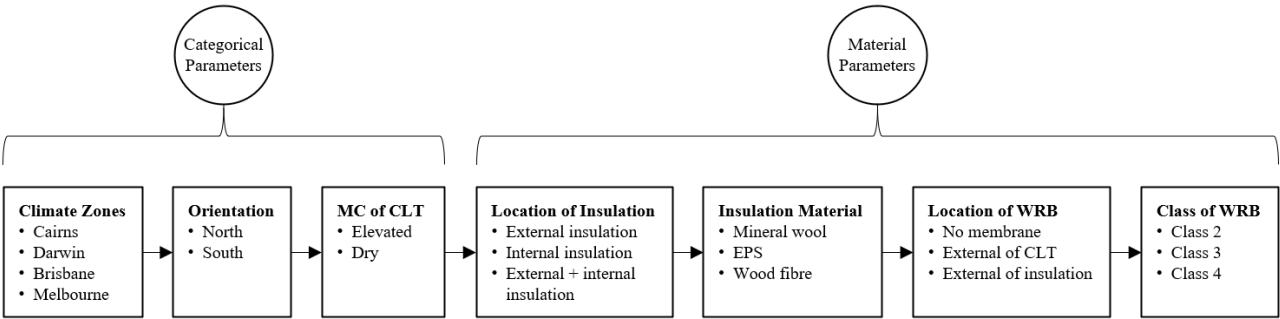 Categorical
Parameters
Material
Parameters
Climate Zones
• Cairns
• Darwin
• Brisbane
• Melbourne
Orientation
• North
• South
MC of CLT
• Elevated
• Dry
Location of Insulation
• External insulation
• Internal insulation
• External + internal
insulation
Insulation Material
• Mineral wool
• EPS
• Wood fibre
Location of WRB
• No membrane
• External of CLT
• External of insulation
Class of WRB
• Class 2
• Class 3
• Class 4